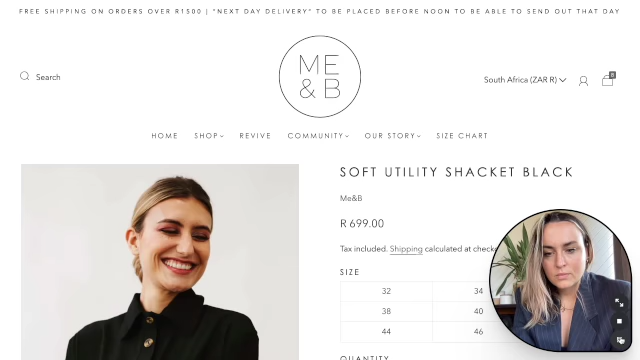 FREE SHIPPING ON ORDERS OVER R1500 | "NEXT DAY DELIVERY" TO BE PLACED BEFORE NOON TO BE ABLE TO SEND OUT THAT DAY
Search
ME
& B
South Africa (ZAR R)
HOME SHOP REVIVE COMMUNITY OUR STORY SIZE CHART
SOFT UTILITY SHACKET BLACK
Me&B
R 699.00
Tax included. Shipping calculated at
SIZE
32 34
38 40
44 46
QUANTITY